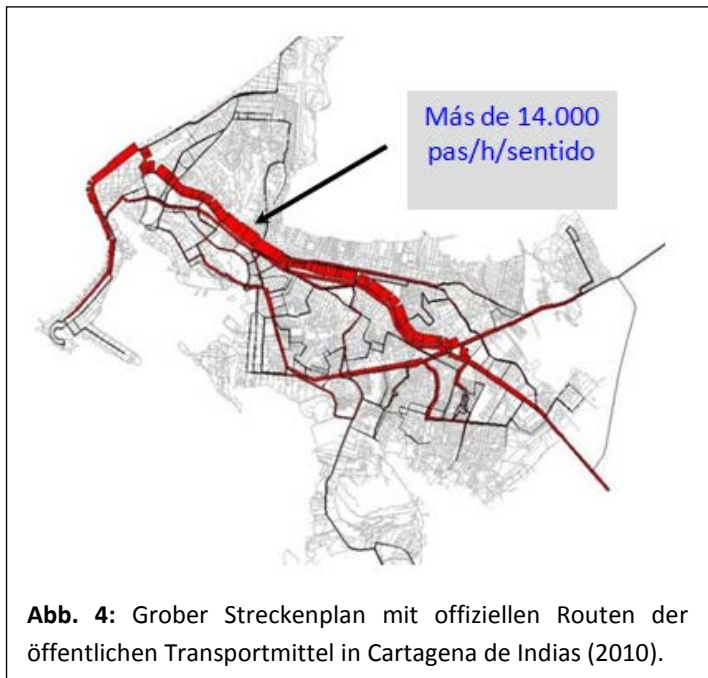 Más de 14.000
pas/h/sentido
Abb. 4: Grober Streckenplan mit offiziellen Routen der
öffentlichen Transportmittel in Cartagena de Indias (2010).